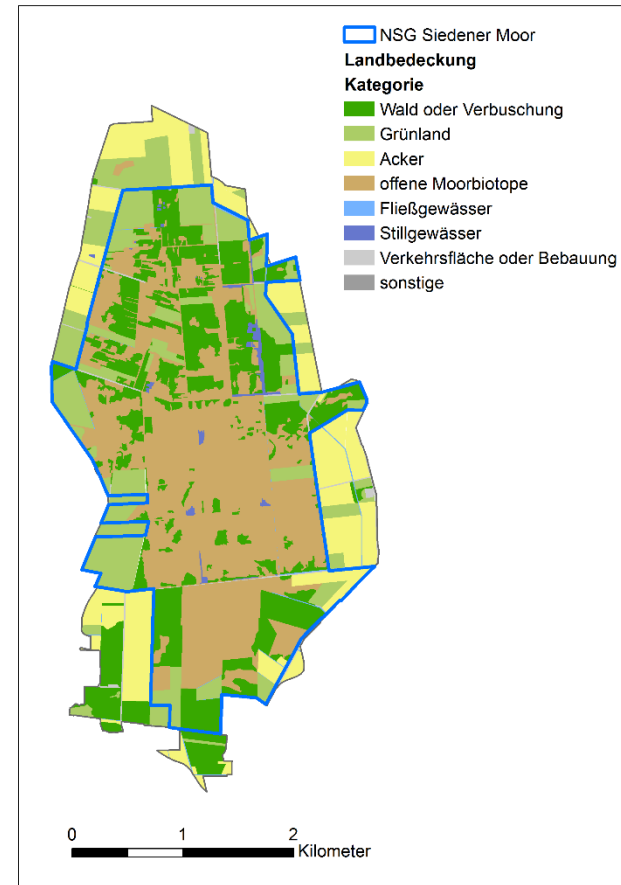 NSG Siedener Moor
Landbedeckung
Kategorie
Wald oder Verbuschung
Grünland
Acker
offene Moorbiotope
Fließgewässer
Stillgewässer
Verkehrsfläche oder Bebauung
sonstige
0 1 2
Kilometer